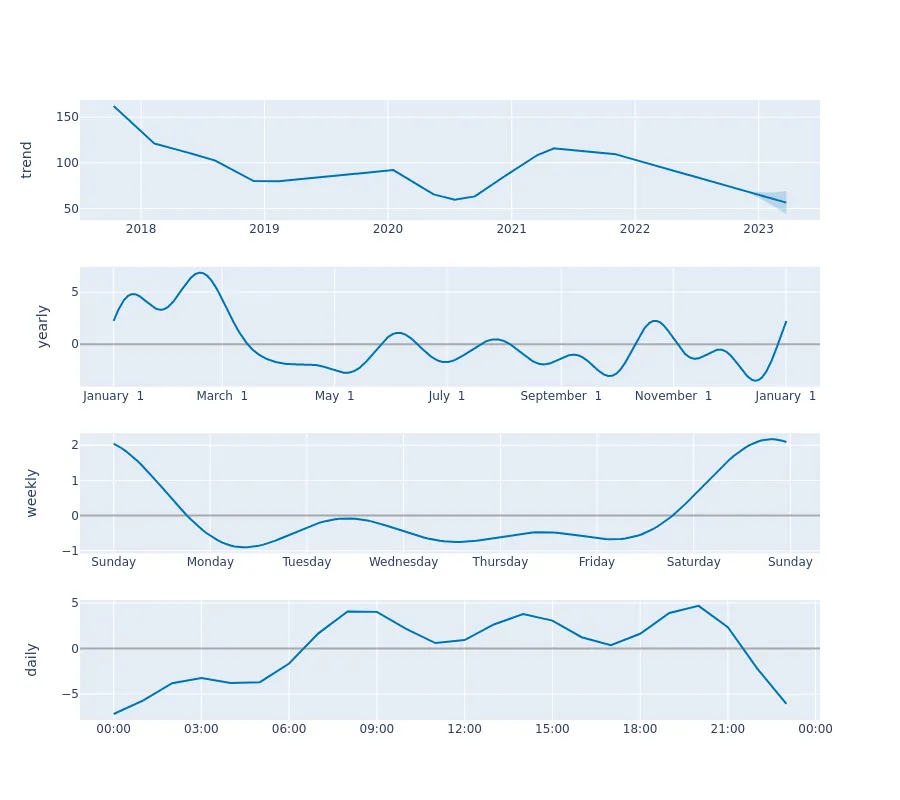 trend
150
100
50
2018 2019 2020 2021 2022 2023
yearly
5
0
January 1 March 1 May 1 July 1 September 1 November 1 January 1
weekly
2
1
0
−1
Sunday Monday Tuesday Wednesday Thursday Friday Saturday Sunday
daily
5
0
−5
00:00 03:00 06:00 09:00 12:00 15:00 18:00 21:00 00:00